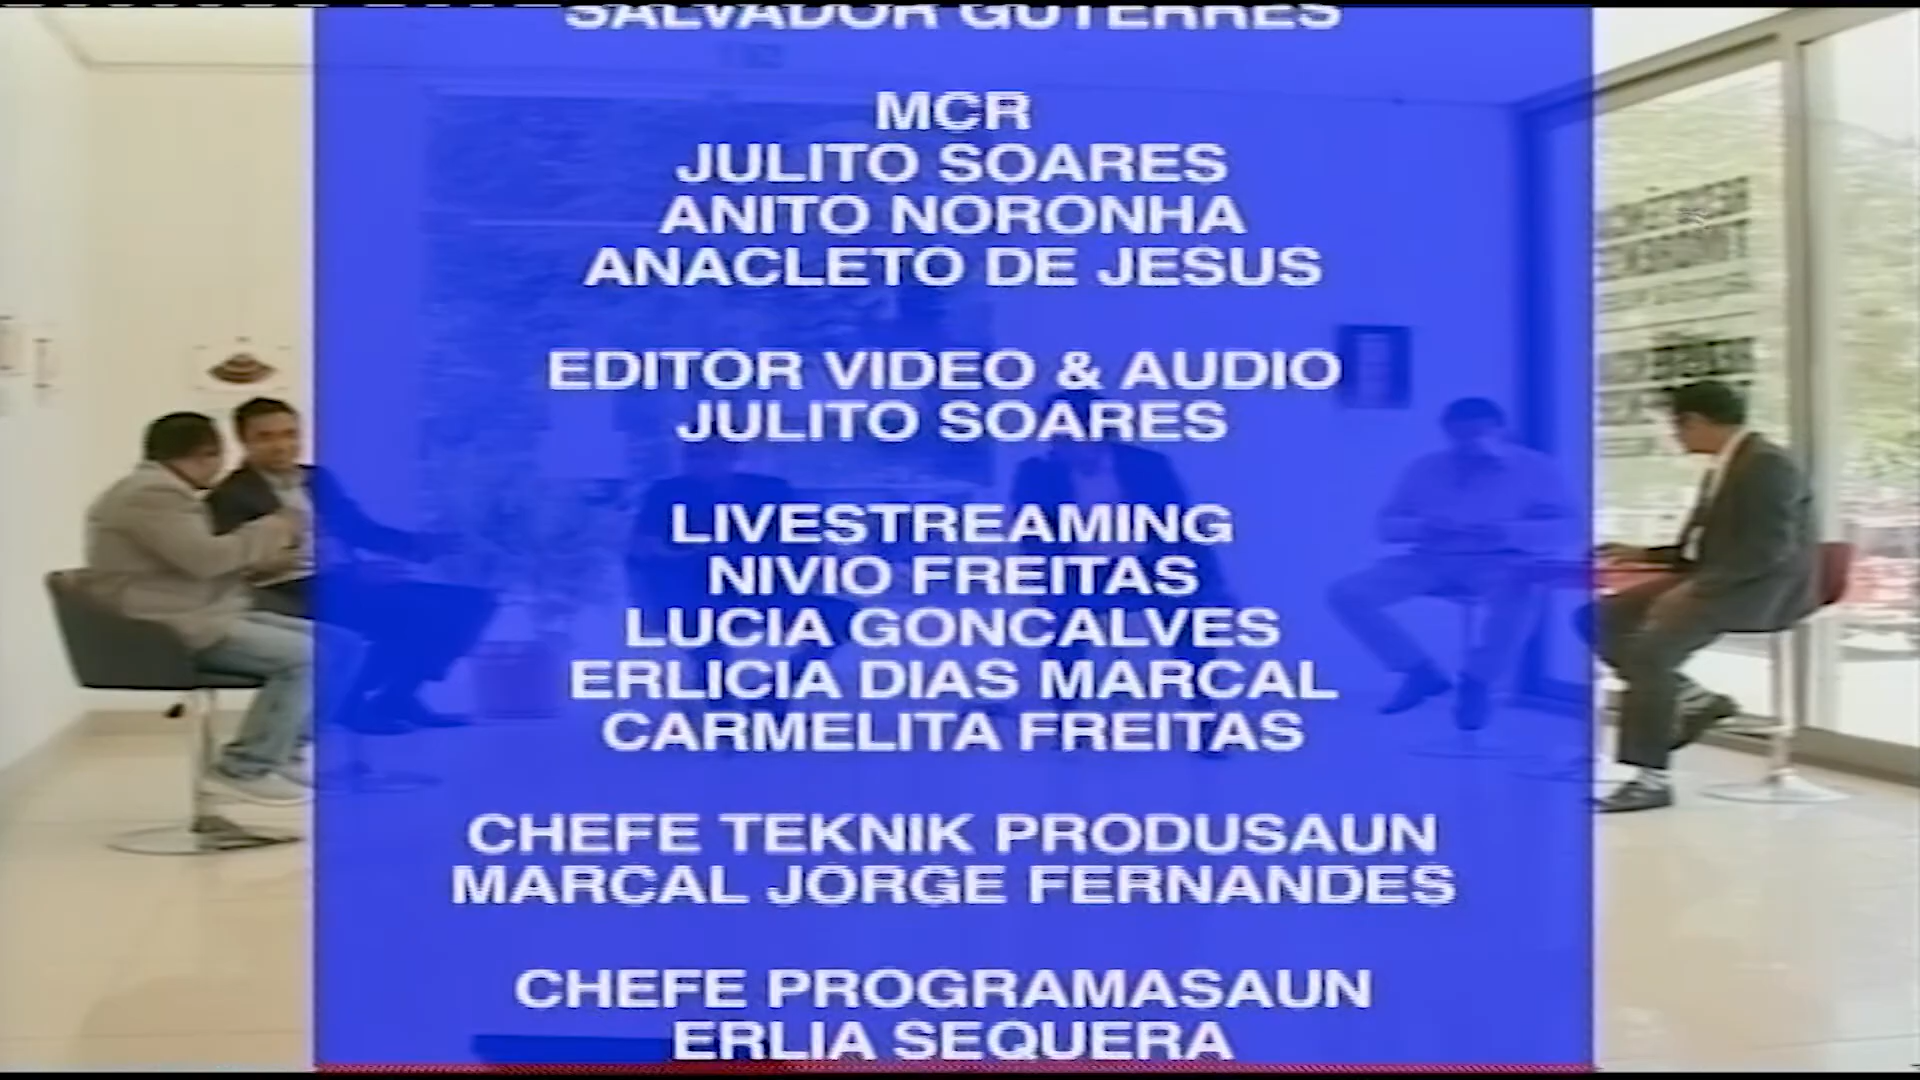 SALVADOR GUTERRES
MCR
JULITO SOARES
ANITO NORONHA
ANACLETO DE JESUS
EDITOR VIDEO & AUDIO
JULITO SOARES
LIVESTREAMING
NIVIO FREITAS
LUCIA GONCALVES
ERLICIA DIAS MARCAL
CARMELITA FREITAS
CHEFE TEKNIK PRODUSAUN
MARCAL JORGE FERNANDES
CHEFE PROGRAMASAUN
ERLIA SEQUERA